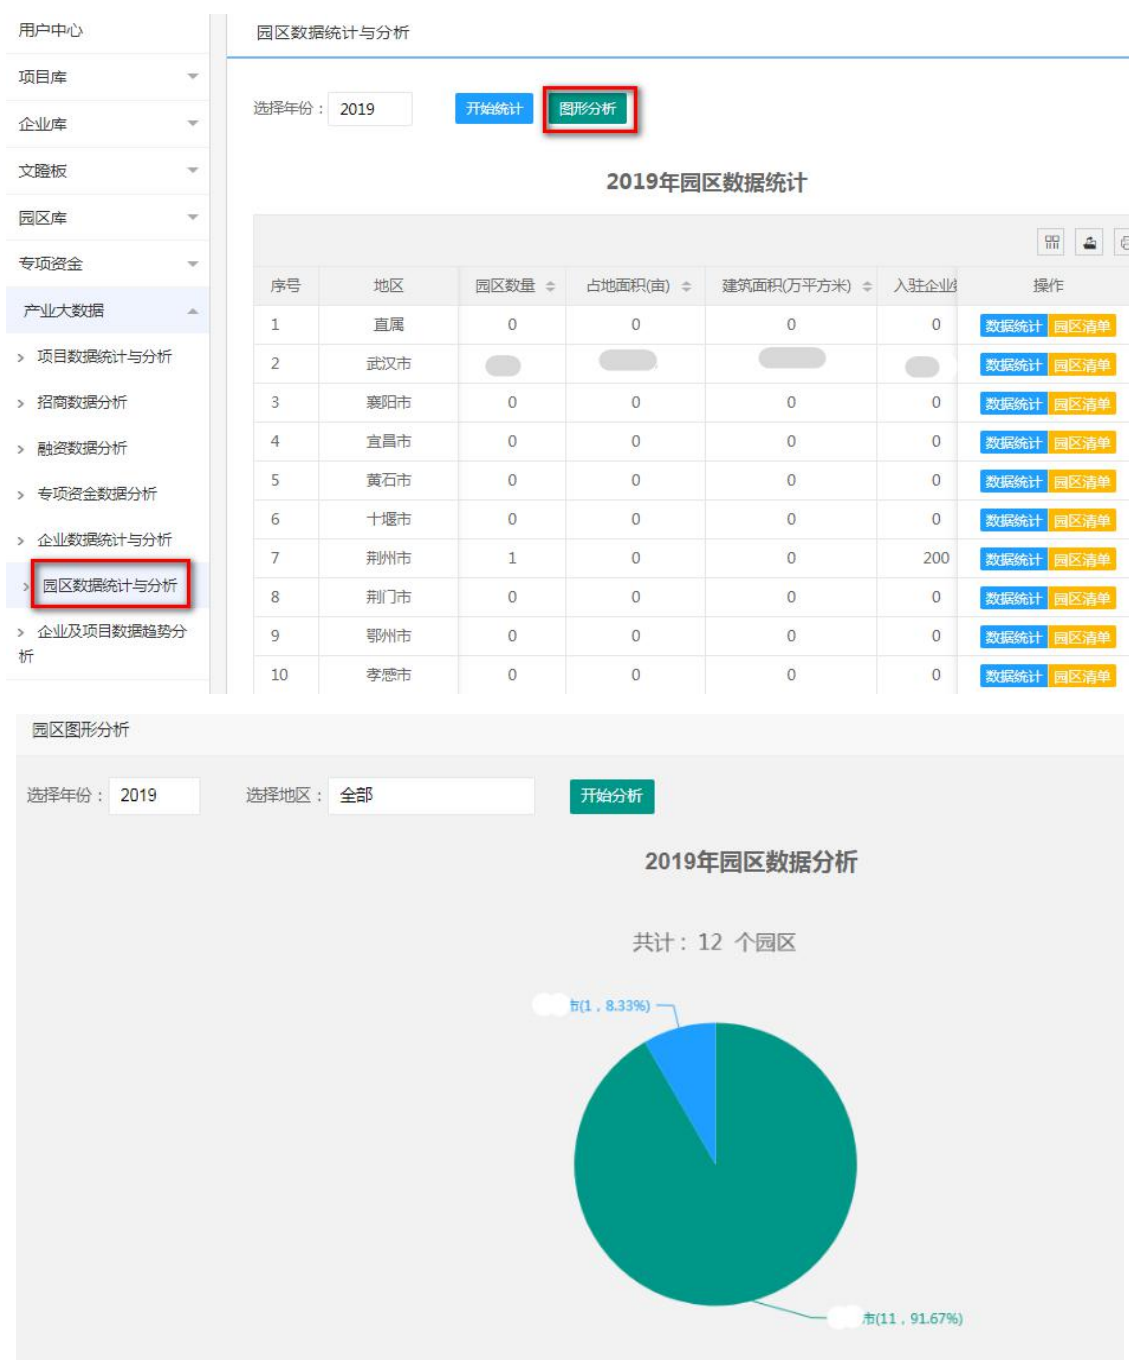 用户中心
项目库
企业库
文瞪板
园区库
专项资金
产业大数据
项目数据统计与分析
招商数据分析
融资数据分析
专项资金数据分析
企业数据统计与分析
园区数据统计与分析
企业及项目数据趋势分
析
园区数据统计与分析
选择年份： 2019 开始统计 图形分析
2019年园区数据统计
序号 地区 园区数量 占地面积(亩) 建筑面积(万平方米) 入驻企业 操作
1 直属 0 0 0 0 数据统计 园区清单
2 武汉市 数据统计 园区清单
3 襄阳市 0 0 0 0 数据统计 园区清单
4 宜昌市 0 0 0 0 数据统计 园区清单
5 黄石市 0 0 0 0 数据统计 园区清单
6 十堰市 0 0 0 0 数据统计 园区清单
7 荆州市 1 0 0 200 数据统计 园区清单
8 荆门市 0 0 0 0 数据统计 园区清单
9 鄂州市 0 0 0 0 数据统计 园区清单
10 孝感市 0 0 0 0 数据统计 园区清单
园区图形分析
选择年份： 2019 选择地区： 全部 开始分析
2019年园区数据分析
共计： 12 个园区
市(1 , 8.33%)
市(11 , 91.67%)